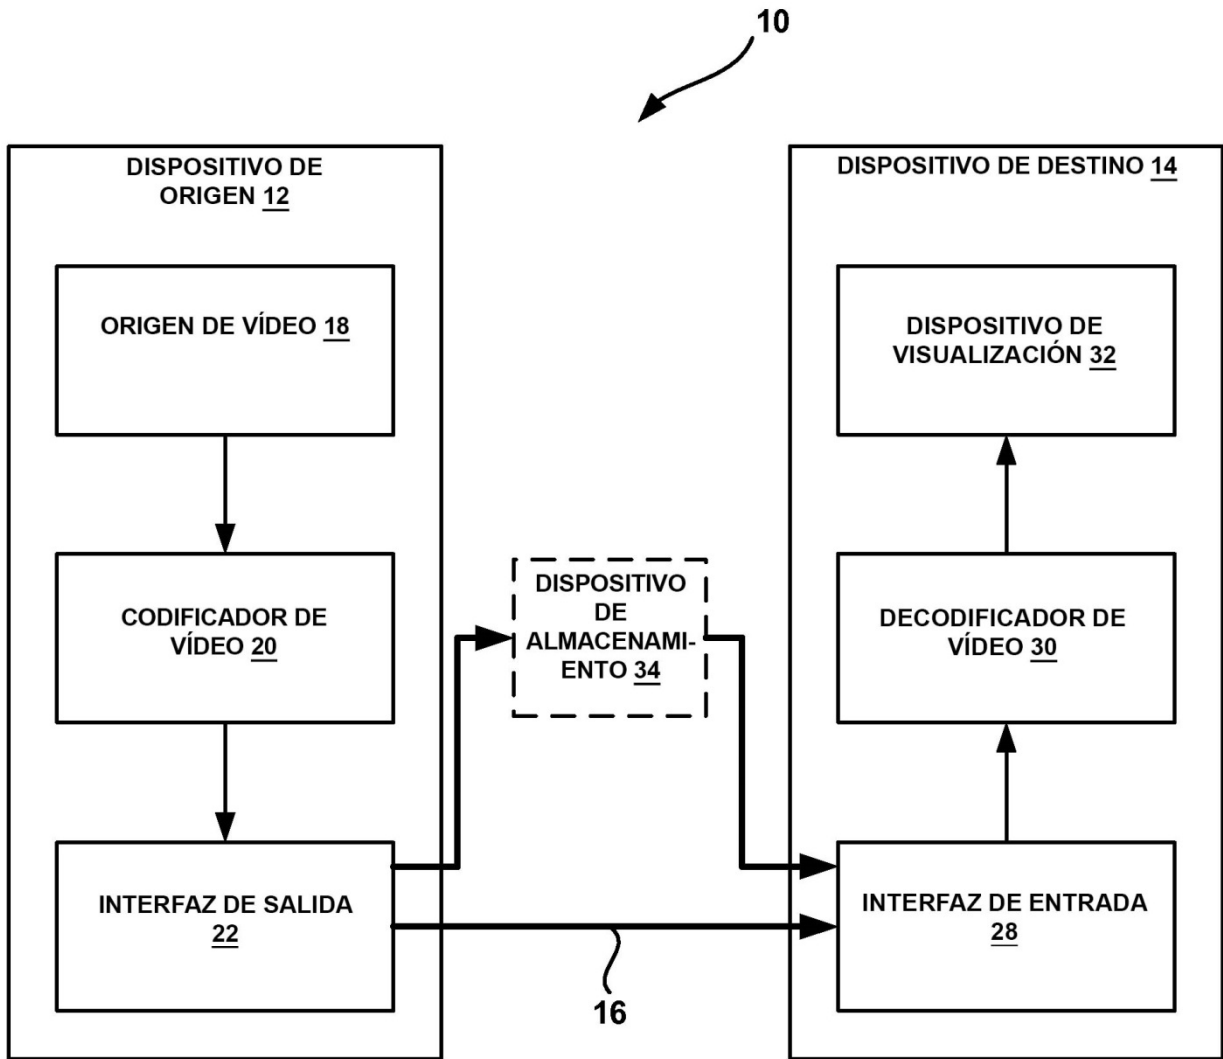 10
DISPOSITIVO DE
ORIGEN 12
ORIGEN DE VÍDEO 18
CODIFICADOR DE
VÍDEO 20
INTERFAZ DE SALIDA
22
DISPOSITIVO
DE
ALMACENAMI-
ENTO 34
16
DISPOSITIVO DE DESTINO 14
DISPOSITIVO DE
VISUALIZACIÓN 32
DECODIFICADOR DE
VÍDEO 30
INTERFAZ DE ENTRADA
28